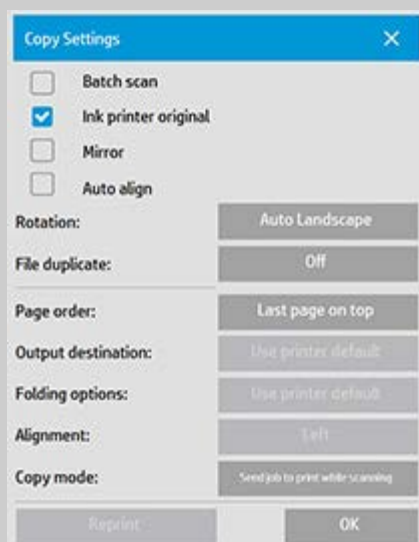 Copy Settings
Batch scan
Ink printer original
Mirror
Auto align
Rotation: Auto Landscape
File duplicate: Off
Page order: Last page on top
Output destination: Use printer default
Folding options: Use printer default
Alignment: Left
Copy mode: Send job to print while scanning
Reprint OK